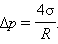 Δp = 4σ/R.